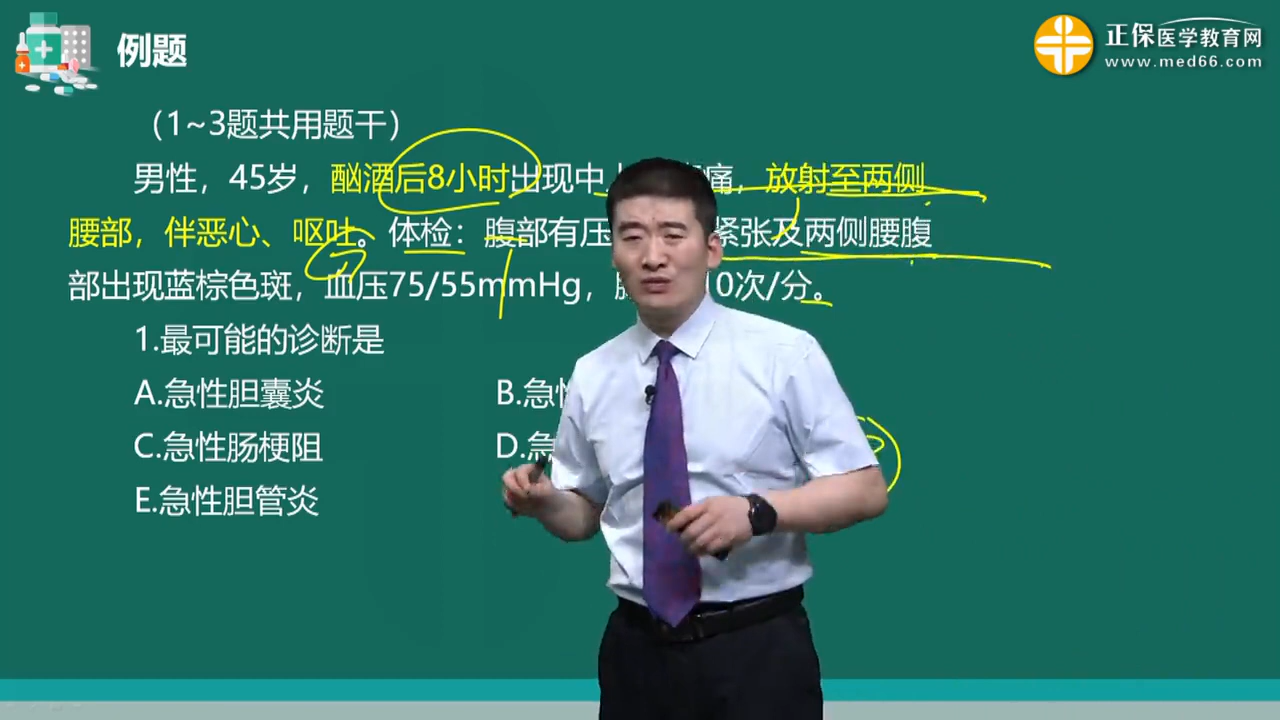 例题
正保医学教育网
www.med66.com
（1~3题共用题干）
男性，45岁，酗酒后8小时出现中 痛，放射至两侧
腰部，伴恶心、呕吐。体检：腹部有压 紧张及两侧腰腹
部出现蓝棕色斑，血压75/55mmHg， 10次/分。
1.最可能的诊断是
A.急性胆囊炎
B.急性
C.急性肠梗阻
D.急
E.急性胆管炎